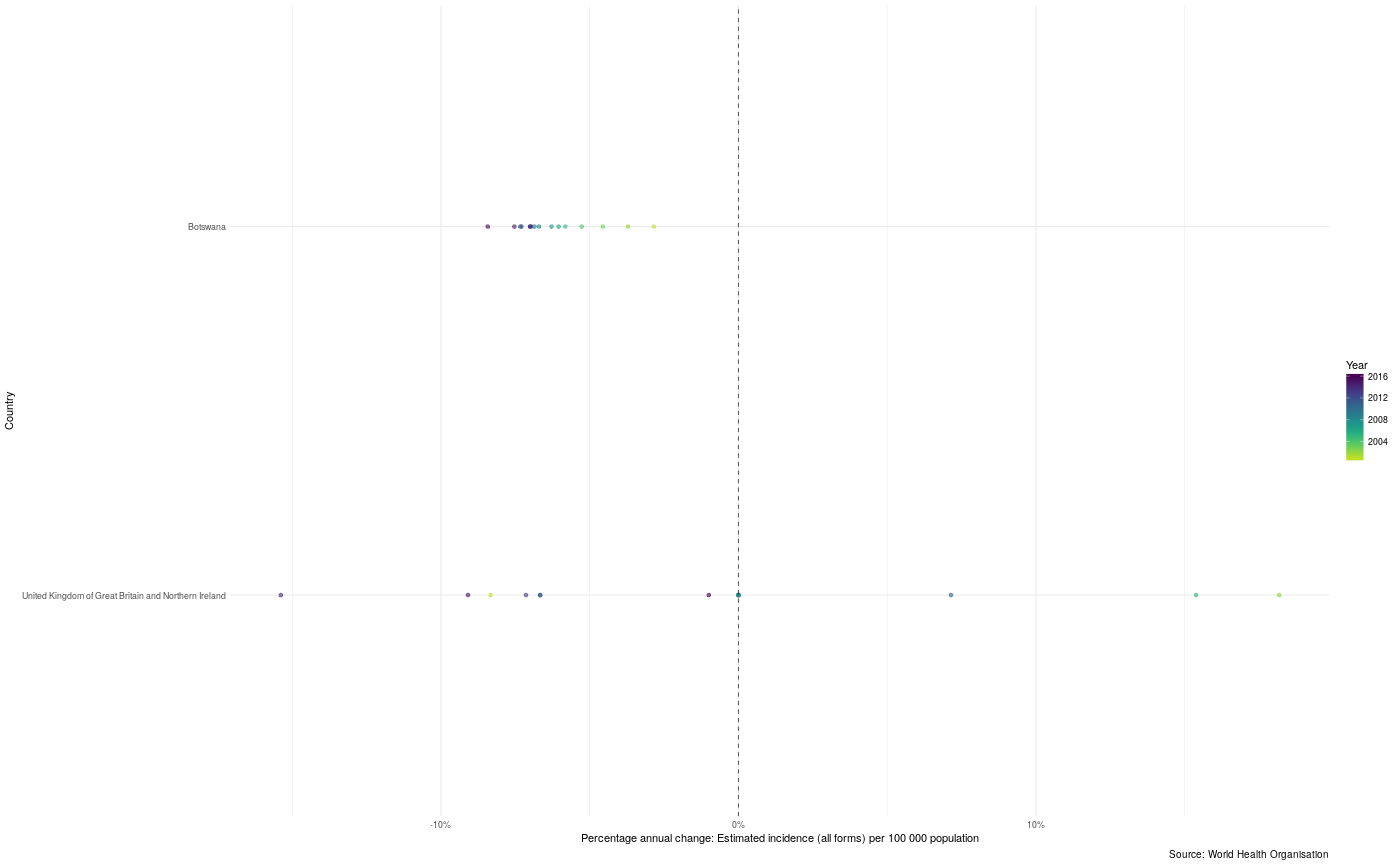 Botswana
United Kingdom of Great Britain and Northern Ireland
Country
-10%
0%
10%
Percentage annual change: Estimated incidence (all forms) per 100 000 population
Year
2016
2012
2008
2004
Source: World Health Organisation